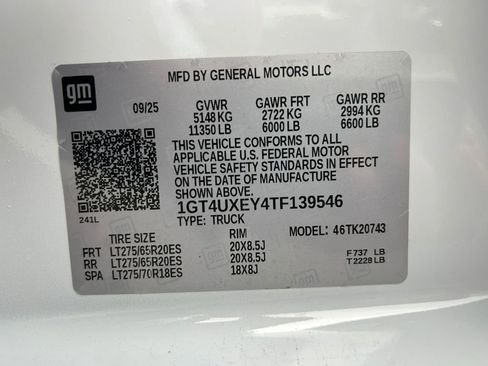 gm
MFD BY GENERAL MOTORS LLC
09/25 GVWR GAWR FRT GAWR RR
5148 KG 2722 KG 2994 KG
11350 LB 6000 LB 6600 LB
THIS VEHICLE CONFORMS TO ALL
APPLICABLE U.S. FEDERAL MOTOR
VEHICLE SAFETY STANDARDS IN EFFECT
ON THE DATE OF MANUFACTURE
SHOWN ABOVE.
1GT4UXEY4TF139546
241L TYPE: TRUCK MODEL: 46TK20743
TIRE SIZE RIM
FRT LT275/65R20ES 20X8.5J F 737 LB
RR LT275/65R20ES 20X8.5J T 2228 LB
SPA LT275/70R18ES 18X8J